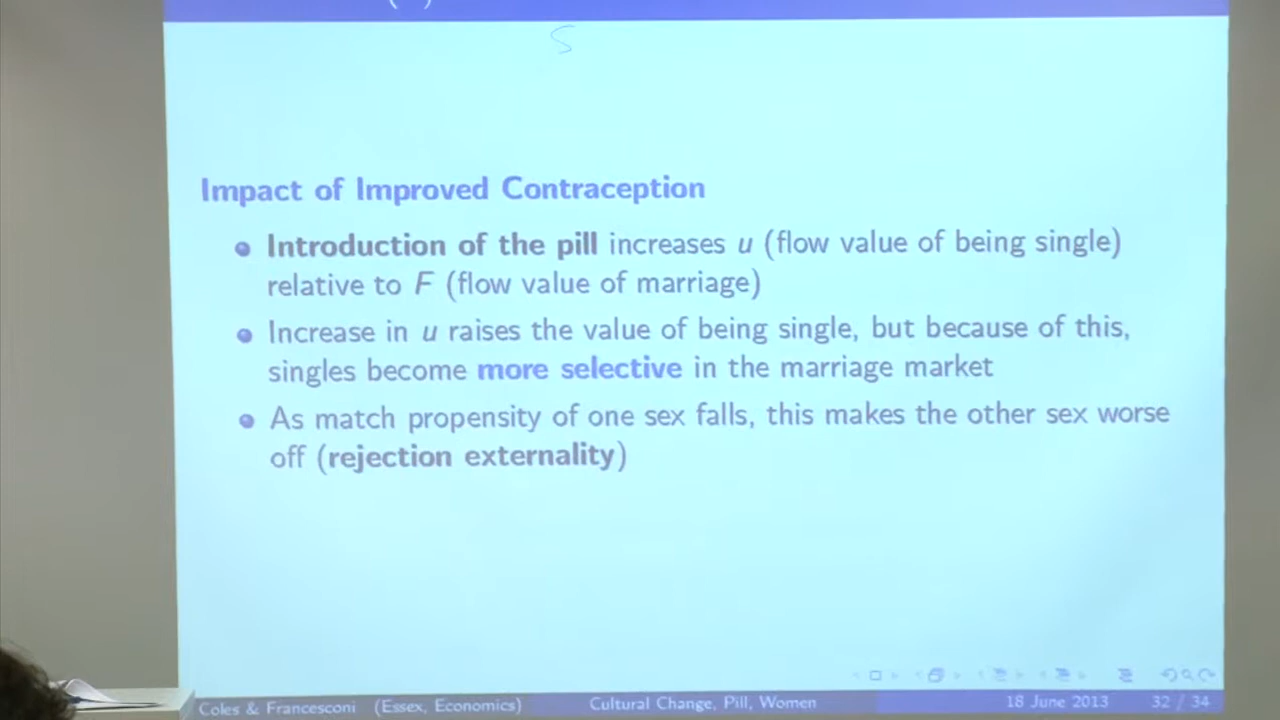 S
Impact of Improved Contraception
Introduction of the pill increases u (flow value of being single)
relative to F (flow value of marriage)
Increase in u raises the value of being single, but because of this,
singles become more selective in the marriage market
As match propensity of one sex falls, this makes the other sex worse
off (rejection externality)
Coles & Francesconi (Essex, Economics) Cultural Change, Pill, Women 18 June 2013 32 / 34